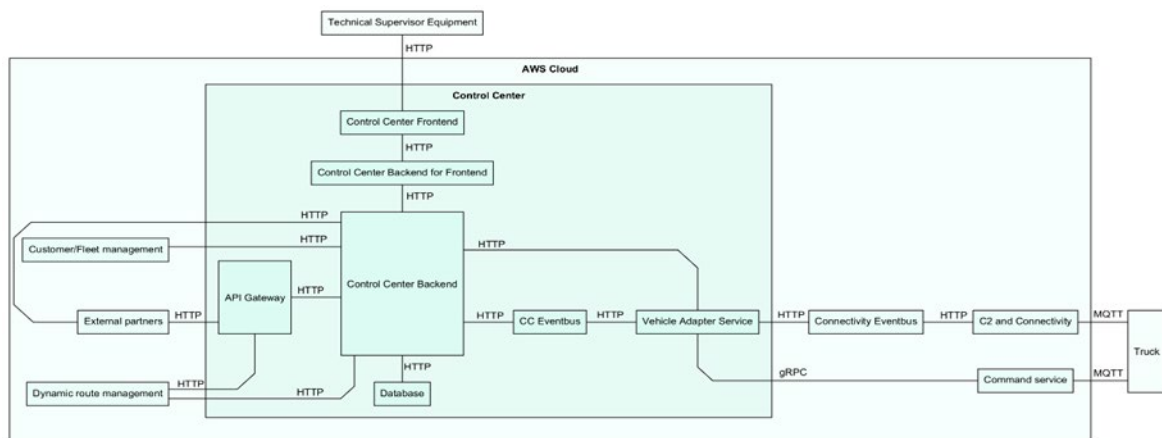 Technical Supervisor Equipment
HTTP
AWS Cloud
Control Center
Control Center Frontend
HTTP
Control Center Backend for Frontend
HTTP
HTTP
Customer/Fleet management
HTTP
HTTP
API Gateway
HTTP
Control Center Backend
External partners
HTTP
HTTP
CC Eventbus
HTTP
Vehicle Adapter Service
HTTP
Connectivity Eventbus
HTTP
C2 and Connectivity
MQTT
Truck
HTTP
gRPC
Command service
MQTT
Dynamic route management
HTTP
HTTP
Database